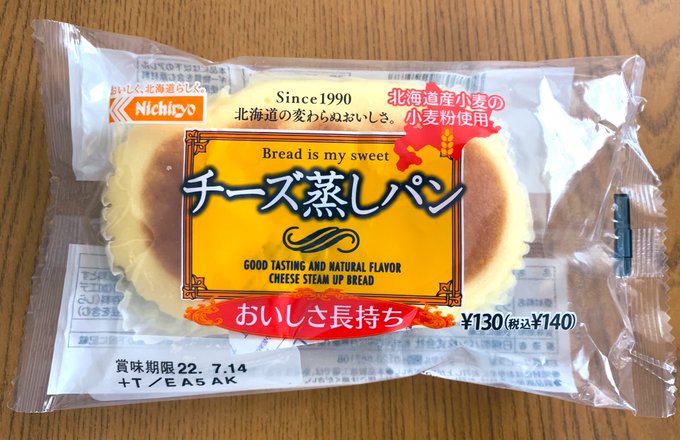 おいしく、北海道らしく。
Nichiryo
Since1990
北海道の変わらぬおいしさ。
北海道産小麦の
小麦粉使用
Bread is my sweet
チーズ蒸しパン
GOOD TASTING AND NATURAL FLAVOR
CHEESE STEAM UP BREAD
おいしさ長持ち
¥130(税込¥140)
賞味期限 22. 7.14
+T /EA5 AK